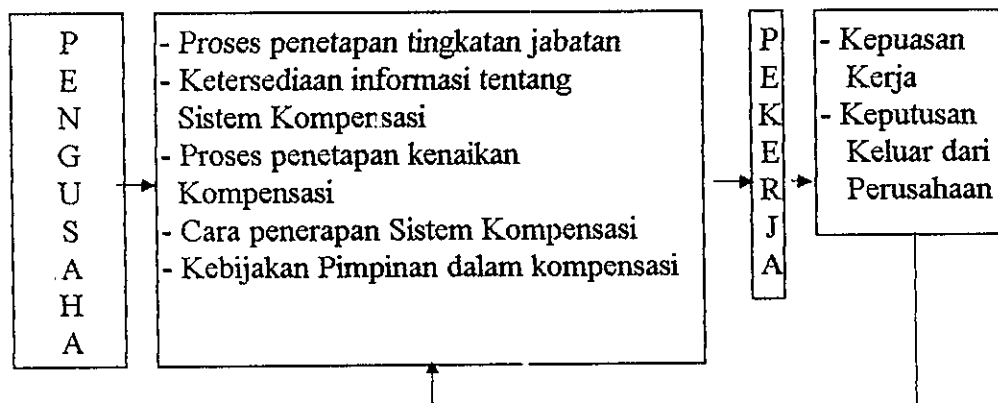 P
E
N
G
U
S
A
H
A
- Proses penetapan tingkatan jabatan
- Ketersediaan informasi tentang
Sistem Kompensasi
- Proses penetapan kenaikan
Kompensasi
- Cara penerapan Sistem Kompensasi
- Kebijakan Pimpinan dalam kompensasi
P
E
K
E
R
J
A
- Kepuasan
Kerja
- Keputusan
Keluar dari
Perusahaan